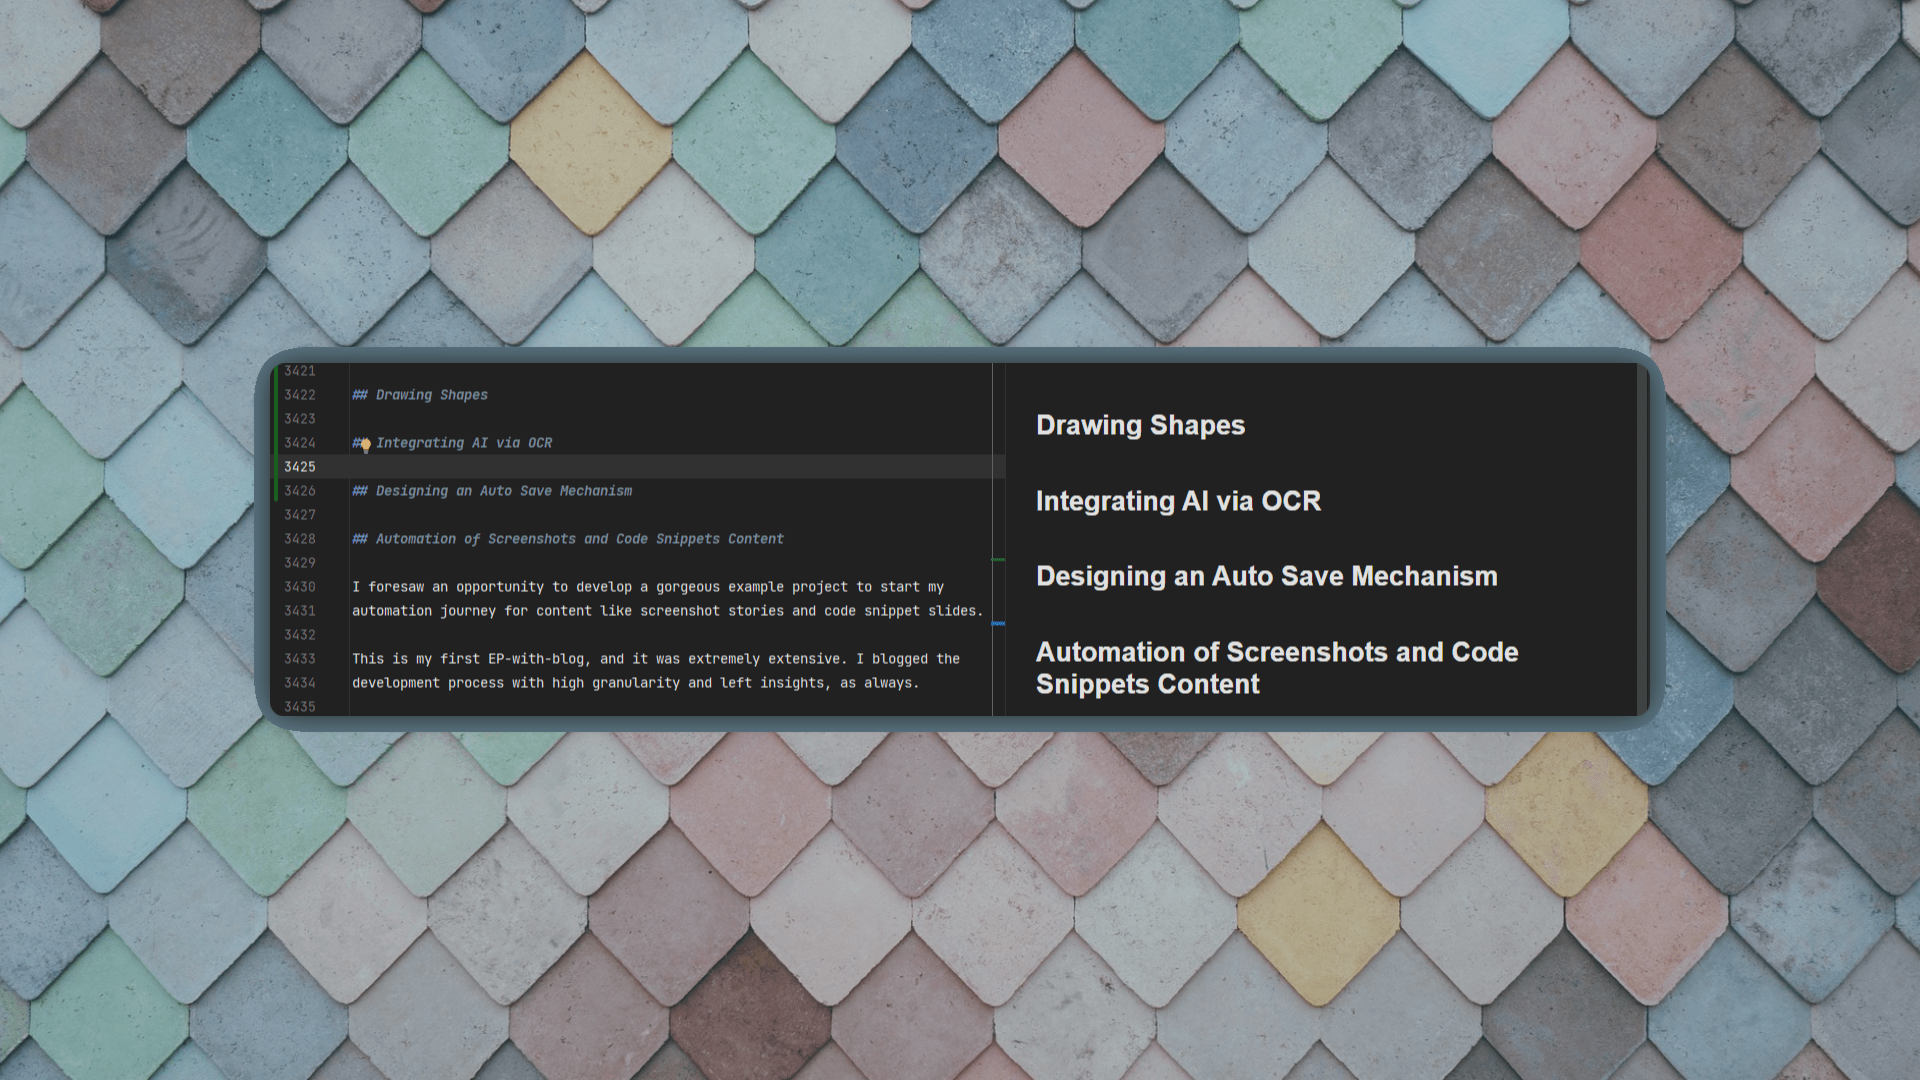 3421
3422 ## Drawing Shapes
3423
3424 ## Integrating AI via OCR
3425
3426 ## Designing an Auto Save Mechanism
3427
3428 ## Automation of Screenshots and Code Snippets Content
3429
3430 I foresaw an opportunity to develop a gorgeous example project to start my
3431 automation journey for content like screenshot stories and code snippet slides.
3432
3433 This is my first EP-with-blog, and it was extremely extensive. I blogged the
3434 development process with high granularity and left insights, as always.
3435
Drawing Shapes
Integrating AI via OCR
Designing an Auto Save Mechanism
Automation of Screenshots and Code
Snippets Content